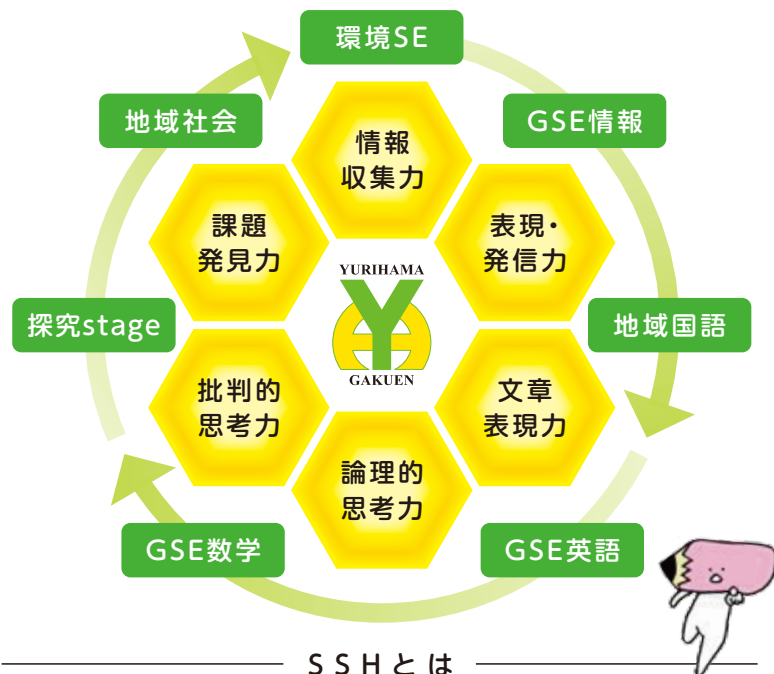 環境SE
地域社会
GSE情報
情報
収集力
課題
発見力
表現・
発信力
YURIHAMA
Y
GAKUEN
探究stage
地域国語
批判的
思考力
文章
表現力
論理的
思考力
GSE数学
GSE英語
SSHとは